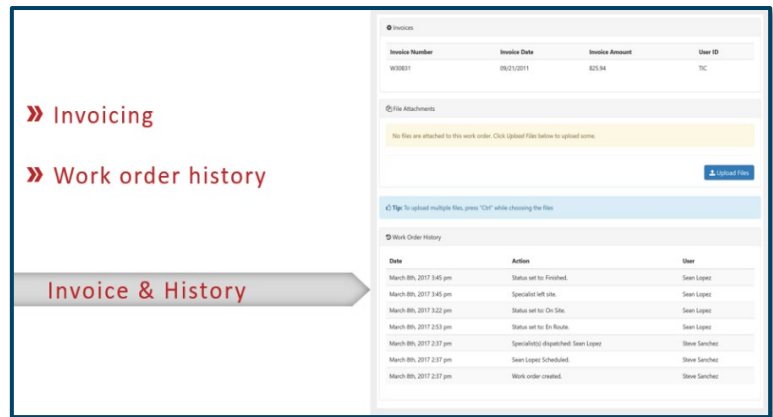 » Invoicing
» Work order history
Invoice & History
Invoices
Invoice Number Invoice Date Invoice Amount User ID
W30831 09/21/2011 825.94 TIC
File Attachments
No files are attached to this work order. Click Upload Files below to upload some.
Upload Files
Tip: To upload multiple files, press "Ctrl" while choosing the files
Work Order History
Date Action User
March 8th, 2017 3:45 pm Status set to: Finished. Sean Lopez
March 8th, 2017 3:45 pm Specialist left site. Sean Lopez
March 8th, 2017 3:22 pm Status set to: On Site. Sean Lopez
March 8th, 2017 2:53 pm Status set to: En Route. Sean Lopez
March 8th, 2017 2:37 pm Specialist(s) dispatched: Sean Lopez Steve Sanchez
March 8th, 2017 2:37 pm Sean Lopez Scheduled. Steve Sanchez
March 8th, 2017 2:37 pm Work order created. Steve Sanchez